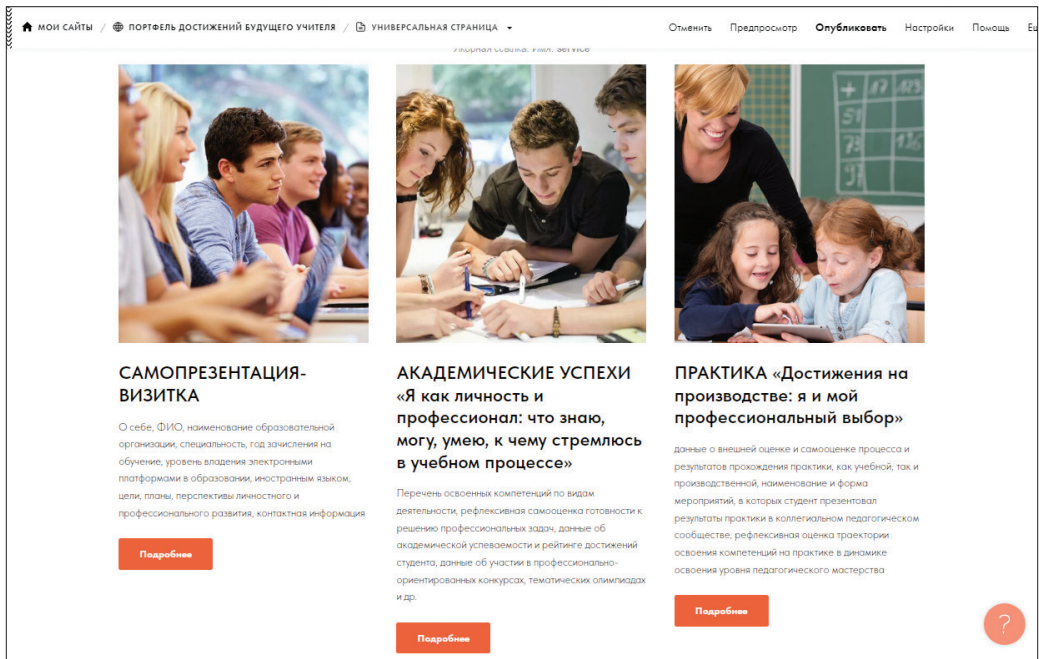 МОИ САЙТЫ / ПОРТФЕЛЬ ДОСТИЖЕНИЙ БУДУЩЕГО УЧИТЕЛЯ / УНИВЕРСАЛЬНАЯ СТРАНИЦА
Отменить Предпросмотр Опубликовать Настройки Помощь Ещ
Якорная ссылка. Имя: service
САМОПРЕЗЕНТАЦИЯ-
ВИЗИТКА
О себе, ФИО, наименование образовательной
организации, специальность, год зачисления на
обучение, уровень владения электронными
платформами в образовании, иностранным языком,
цели, планы, перспективы личностного и
профессионального развития, контактная информация
Подробнее
АКАДЕМИЧЕСКИЕ УСПЕХИ
«Я как личность и
профессионал: что знаю,
могу, умею, к чему стремлюсь
в учебном процессе»
Перечень освоенных компетенций по видам
деятельности, рефлексивная самооценка готовности к
решению профессиональных задач, данные об
академической успеваемости и рейтинге достижений
студента, данные об участии в профессионально-
ориентированных конкурсах, тематических олимпиадах
и др.
Подробнее
ПРАКТИКА «Достижения на
производстве: я и мой
профессиональный выбор»
данные о внешней оценке и самооценке процесса и
результатов прохождения практики, как учебной, так и
производственной, наименование и форма
мероприятий, в которых студент презентовал
результаты практики в коллегиальном педагогическом
сообществе, рефлексивная оценка траектории
освоения компетенций на практике в динамике
освоения уровня педагогического мастерства
Подробнее
?